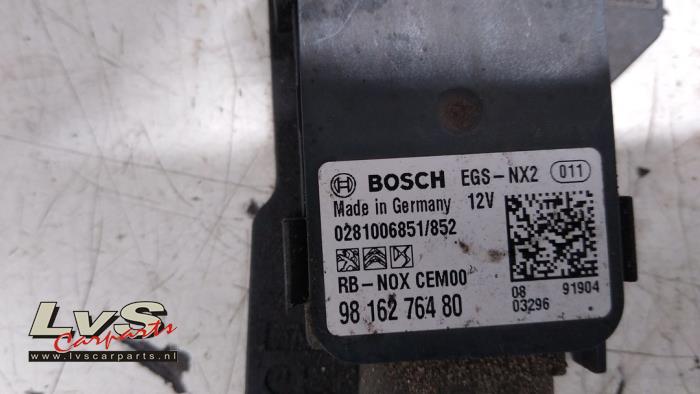 BOSCH EGS-NX2 011
Made in Germany 12V
0281006851/852
RB-NOX CEM00
98 162 764 80
08 91904
03296
LvS
Carparts
www.lvscarparts.nl